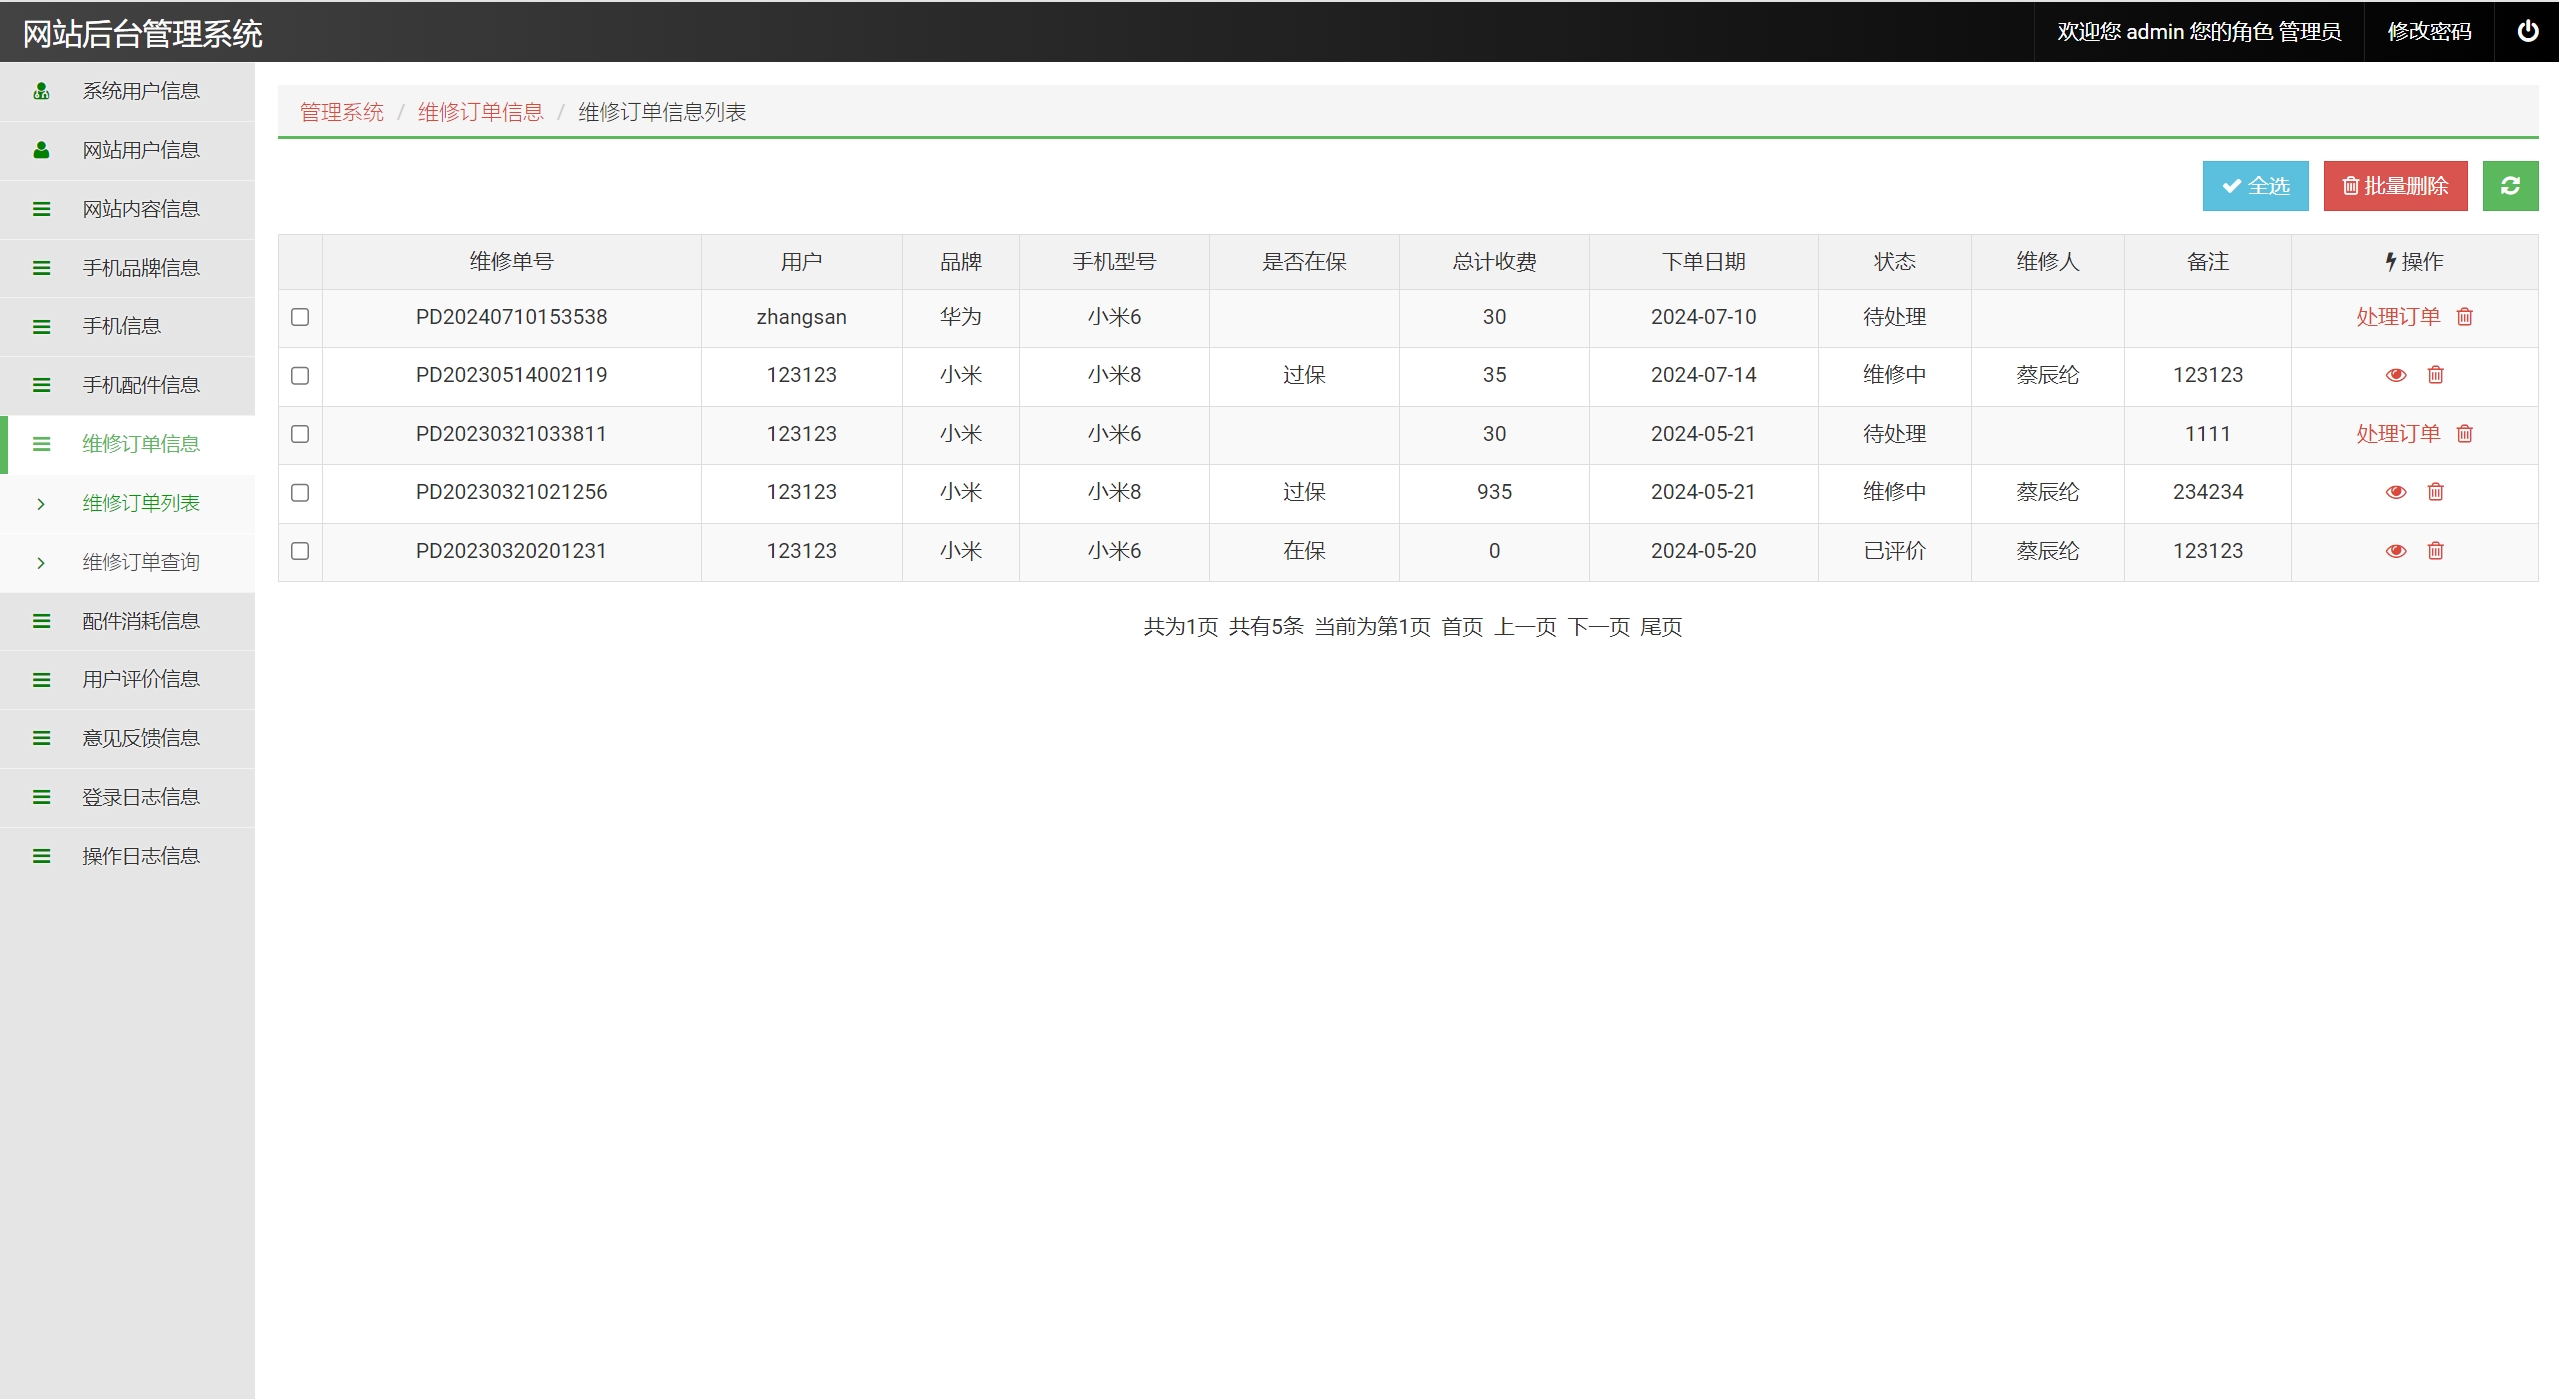 网站后台管理系统
欢迎您 admin 您的角色 管理员
修改密码
系统用户信息
网站用户信息
网站内容信息
手机品牌信息
手机信息
手机配件信息
维修订单信息
维修订单列表
维修订单查询
配件消耗信息
用户评价信息
意见反馈信息
登录日志信息
操作日志信息
管理系统 / 维修订单信息 / 维修订单信息列表
全选 批量删除
维修单号 用户 品牌 手机型号 是否在保 总计收费 下单日期 状态 维修人 备注 操作
PD20240710153538 zhangsan 华为 小米6 30 2024-07-10 待处理 处理订单
PD20230514002119 123123 小米 小米8 过保 35 2024-07-14 维修中 蔡辰纶 123123
PD20230321033811 123123 小米 小米6 30 2024-05-21 待处理 1111 处理订单
PD20230321021256 123123 小米 小米8 过保 935 2024-05-21 维修中 蔡辰纶 234234
PD20230320201231 123123 小米 小米6 在保 0 2024-05-20 已评价 蔡辰纶 123123
共为1页 共有5条 当前为第1页 首页 上一页 下一页 尾页